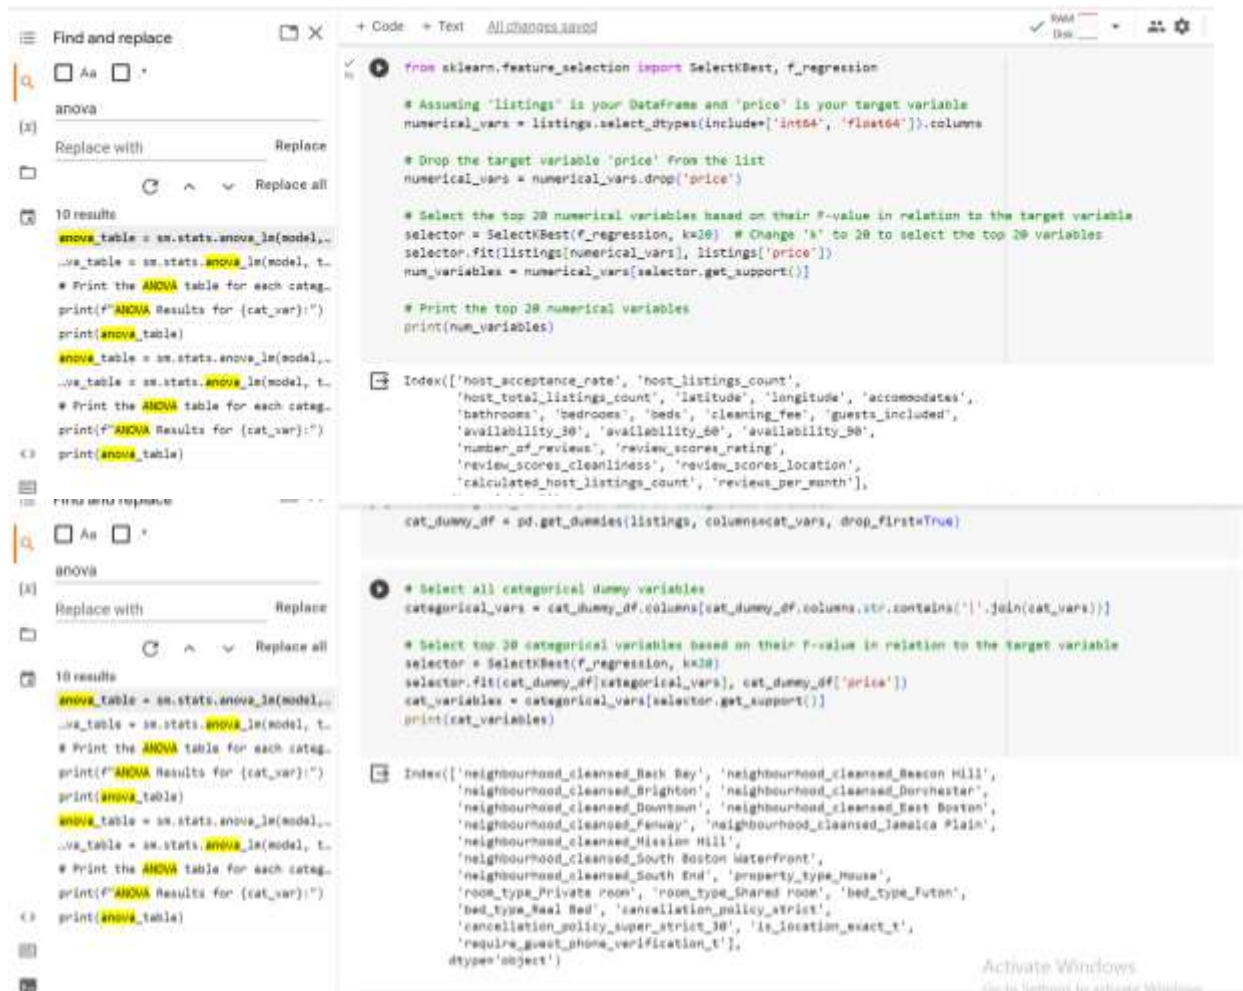 Find and replace
Aa .*
anova
Replace with Replace
Replace all
10 results
anova_table = sm.stats.anova_lm(model,...
...va_table = sm.stats.anova_lm(model, t...
# Print the ANOVA table for each categ...
print(f"ANOVA Results for {cat_var}:")
print(anova_table)
anova_table = sm.stats.anova_lm(model,...
...va_table = sm.stats.anova_lm(model, t...
# Print the ANOVA table for each categ...
print(f"ANOVA Results for {cat_var}:")
print(anova_table)
+ Code + Text All changes saved
RAM
Disk
from sklearn.feature_selection import SelectKBest, f_regression
# Assuming 'listings' is your DataFrame and 'price' is your target variable
numerical_vars = listings.select_dtypes(include=['int64', 'float64']).columns
# Drop the target variable 'price' from the list
numerical_vars = numerical_vars.drop('price')
# Select the top 20 numerical variables based on their F-value in relation to the target variable
selector = SelectKBest(f_regression, k=20) # Change 'k' to 20 to select the top 20 variables
selector.fit(listings[numerical_vars], listings['price'])
num_variables = numerical_vars[selector.get_support()]
# Print the top 20 numerical variables
print(num_variables)
Index(['host_acceptance_rate', 'host_listings_count',
'host_total_listings_count', 'latitude', 'longitude', 'accommodates',
'bathrooms', 'bedrooms', 'beds', 'cleaning_fee', 'guests_included',
'availability_30', 'availability_60', 'availability_90',
'number_of_reviews', 'review_scores_rating',
'review_scores_cleanliness', 'review_scores_location',
'calculated_host_listings_count', 'reviews_per_month'],
Find and replace
Aa .*
anova
Replace with Replace
Replace all
10 results
anova_table = sm.stats.anova_lm(model,...
...va_table = sm.stats.anova_lm(model, t...
# Print the ANOVA table for each categ...
print(f"ANOVA Results for {cat_var}:")
print(anova_table)
anova_table = sm.stats.anova_lm(model,...
...va_table = sm.stats.anova_lm(model, t...
# Print the ANOVA table for each categ...
print(f"ANOVA Results for {cat_var}:")
print(anova_table)
cat_dummy_df = pd.get_dummies(listings, columns=cat_vars, drop_first=True)
# Select all categorical dummy variables
categorical_vars = cat_dummy_df.columns[cat_dummy_df.columns.str.contains('|'.join(cat_vars))]
# Select top 20 categorical variables based on their F-value in relation to the target variable
selector = SelectKBest(f_regression, k=20)
selector.fit(cat_dummy_df[categorical_vars], cat_dummy_df['price'])
cat_variables = categorical_vars[selector.get_support()]
print(cat_variables)
Index(['neighbourhood_cleansed_Back Bay', 'neighbourhood_cleansed_Beacon Hill',
'neighbourhood_cleansed_Brighton', 'neighbourhood_cleansed_Dorchester',
'neighbourhood_cleansed_Downtown', 'neighbourhood_cleansed_East Boston',
'neighbourhood_cleansed_Fenway', 'neighbourhood_cleansed_Jamaica Plain',
'neighbourhood_cleansed_Mission Hill',
'neighbourhood_cleansed_South Boston Waterfront',
'neighbourhood_cleansed_South End', 'property_type_House',
'room_type_Private room', 'room_type_Shared room', 'bed_type_Futon',
'bed_type_Real Bed', 'cancellation_policy_strict',
'cancellation_policy_super_strict_30', 'is_location_exact_t',
'require_guest_phone_verification_t'],
dtype='object')
Activate Windows
Go to Settings to activate Windows.